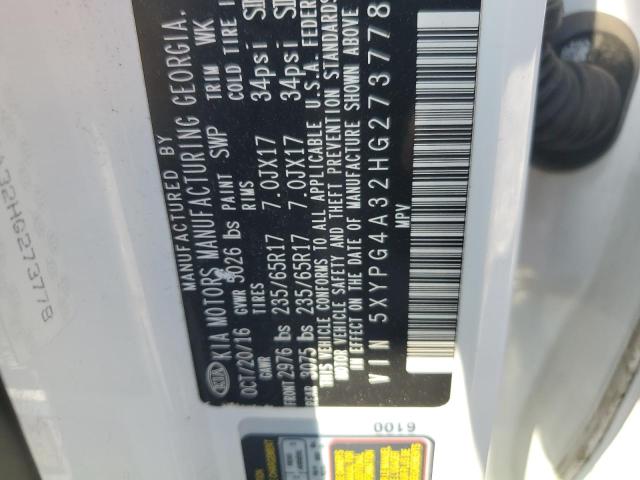 KIA
MANUFACTURED BY
KIA MOTORS MANUFACTURING GEORGIA.
OCT/20/16 GVWR 5026 lbs PAINT SWP TRIM WK
GAWR TIRES RIMS COLD TIRE
FRONT 2976 lbs 235/65R17 7.0JX17 34psi
REAR 3075 lbs 235/65R17 7.0JX17 34psi
THIS VEHICLE CONFORMS TO ALL APPLICABLE U.S.A. FEDER
MOTOR VEHICLE SAFETY AND THEFT PREVENTION STANDARDS
IN EFFECT ON THE DATE OF MANUFACTURE SHOWN ABOVE
VIN 5XYPG4A32HG273778
MPV
A32HG273778
6100